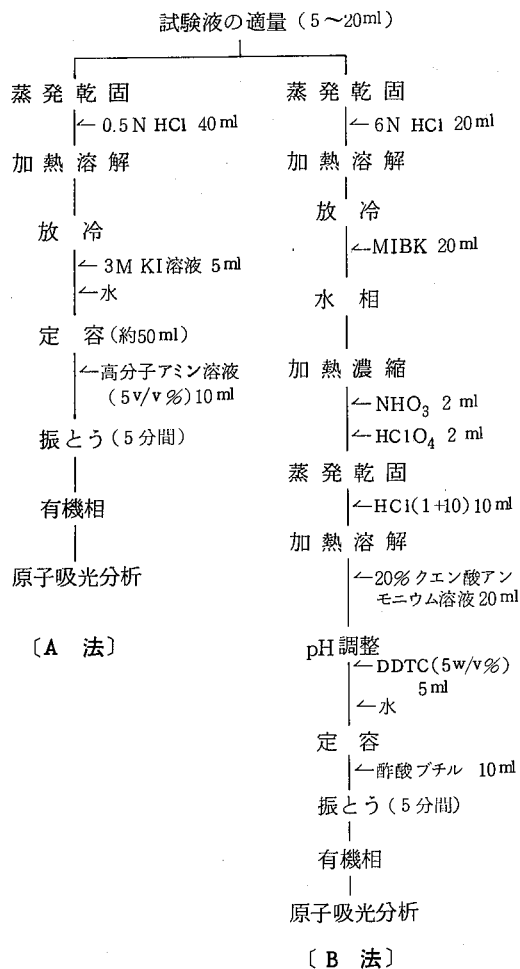 試験液の適量(5～20ml)
蒸発乾固
0.5N HCl 40ml
加熱溶解
放冷
3M KI溶液 5ml
水
定容(約50ml)
高分子アミン溶液
(5v/v%)10ml
振とう(5分間)
有機相
原子吸光分析
〔A 法〕
蒸発乾固
6N HCl 20ml
加熱溶解
放冷
MIBK 20ml
水相
加熱濃縮
NHO3 2ml
HClO4 2ml
蒸発乾固
HCl(1+10)10ml
加熱溶解
20%クエン酸アン
モニウム溶液20ml
pH調整
DDTC(5w/v%)
5ml
水
定容
酢酸ブチル 10ml
振とう(5分間)
有機相
原子吸光分析
〔B 法〕